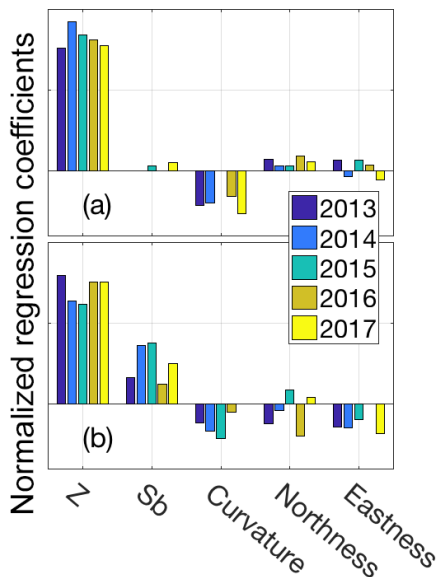 Normalized regression coefficients
(a)
2013
2014
2015
2016
2017
(b)
Z
Sb
Curvature
Northness
Eastness